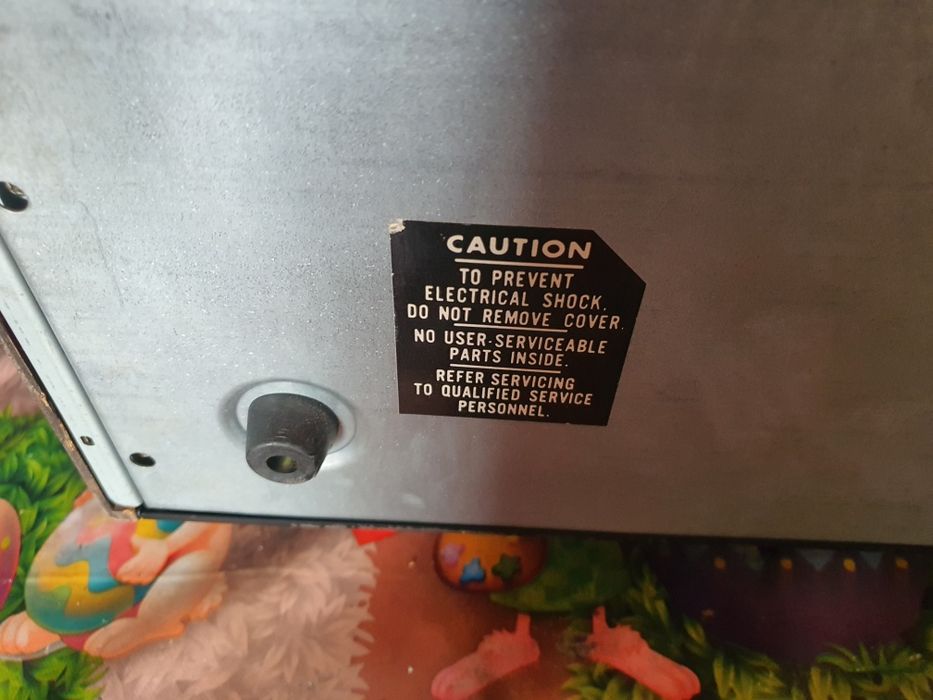 CAUTION
TO PREVENT
ELECTRICAL SHOCK.
DO NOT REMOVE COVER.
NO USER-SERVICEABLE
PARTS INSIDE.
REFER SERVICING
TO QUALIFIED SERVICE
PERSONNEL.